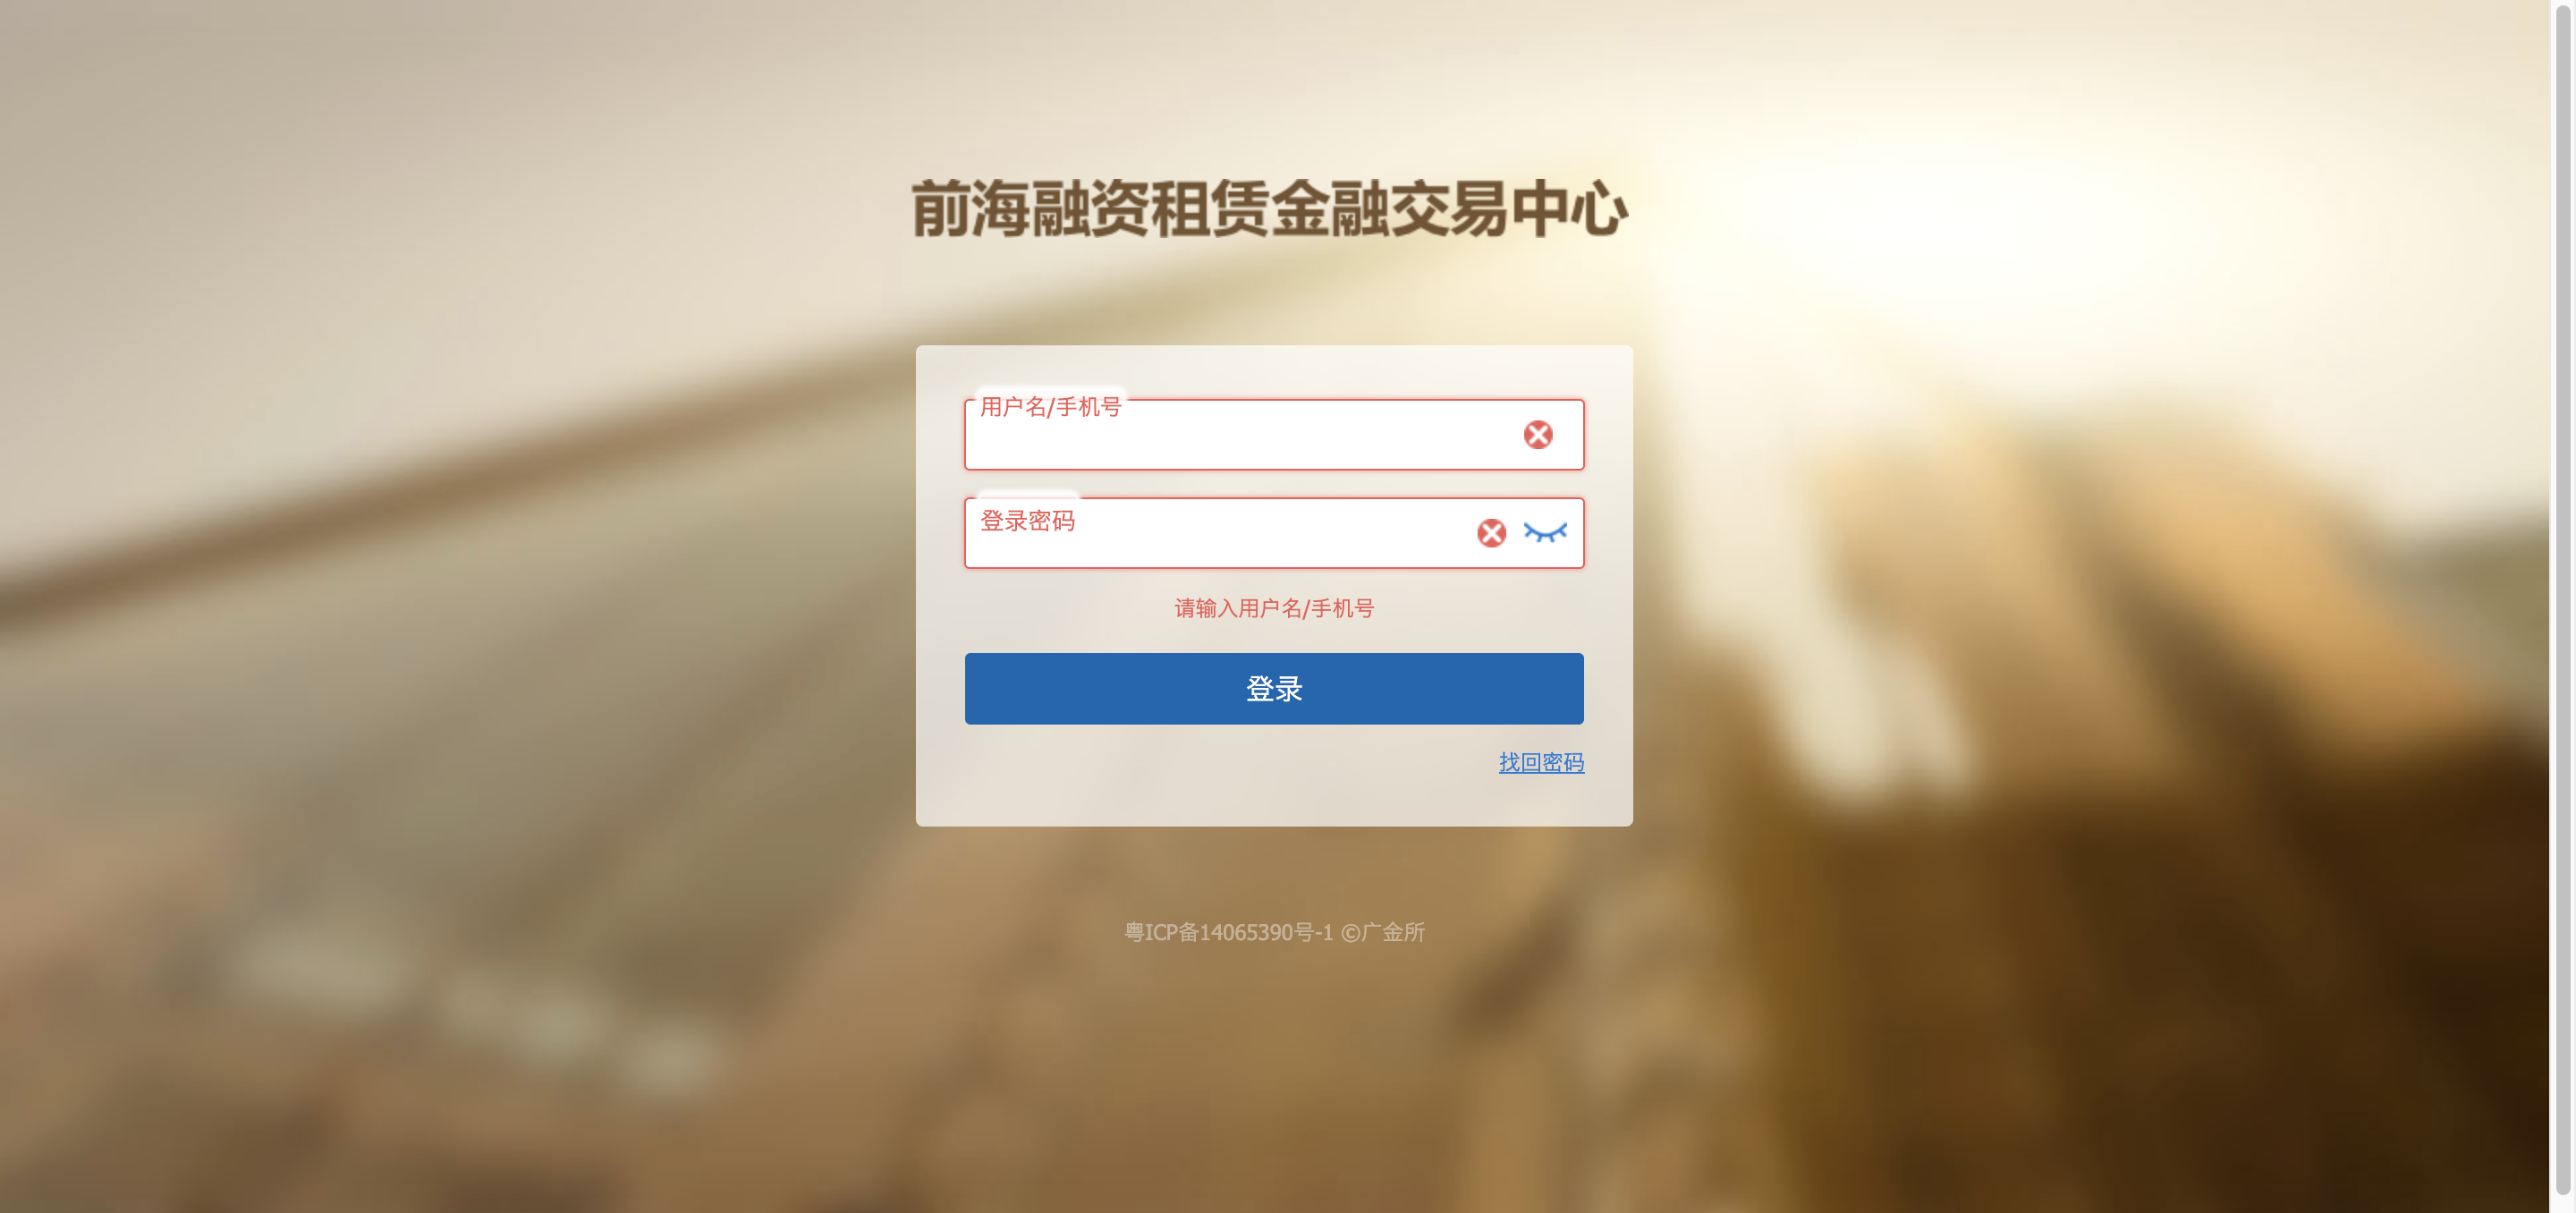 前海融资租赁金融交易中心
用户名/手机号
登录密码
请输入用户名/手机号
登录
找回密码
粤ICP备14065390号-1 ©广金所